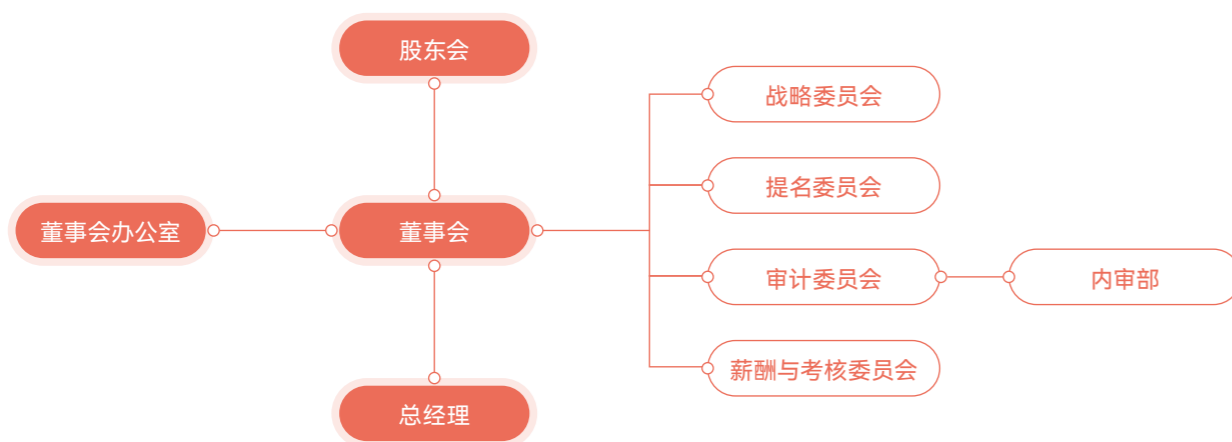 股东会
战略委员会
提名委员会
董事会办公室
董事会
审计委员会
内审部
薪酬与考核委员会
总经理